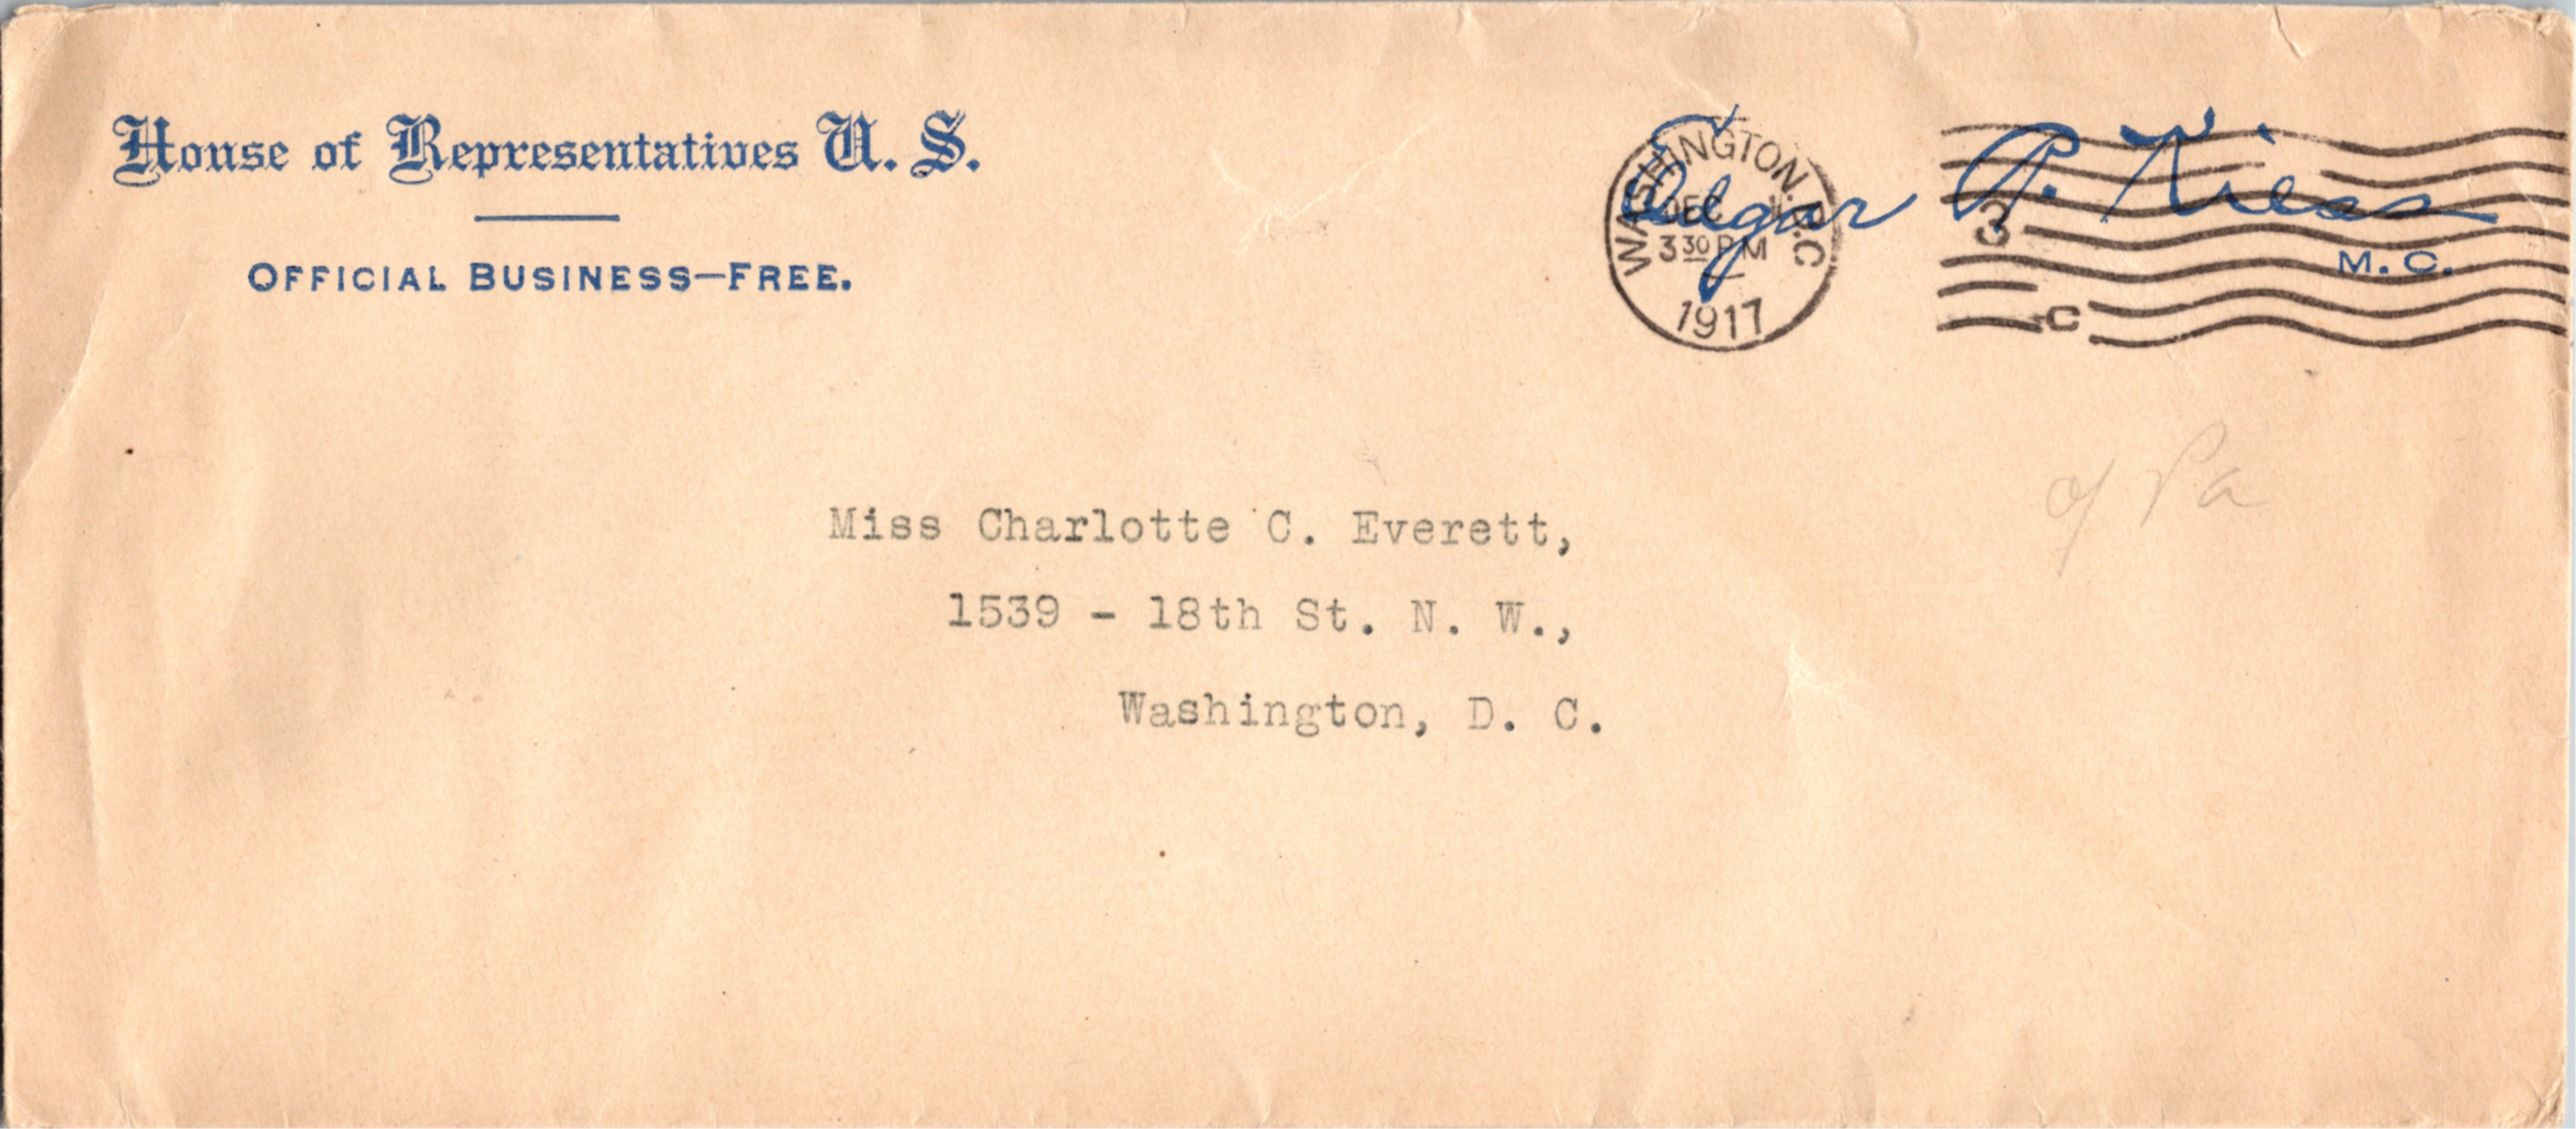 House of Representatives U. S.
OFFICIAL BUSINESS—FREE.
Edgar R. Kiess
M. C.
WASHINGTON, D.C.
DEC
3 30 PM
1917
3
C
of Pa
Miss Charlotte C. Everett,
1539 - 18th St. N. W.,
Washington, D. C.